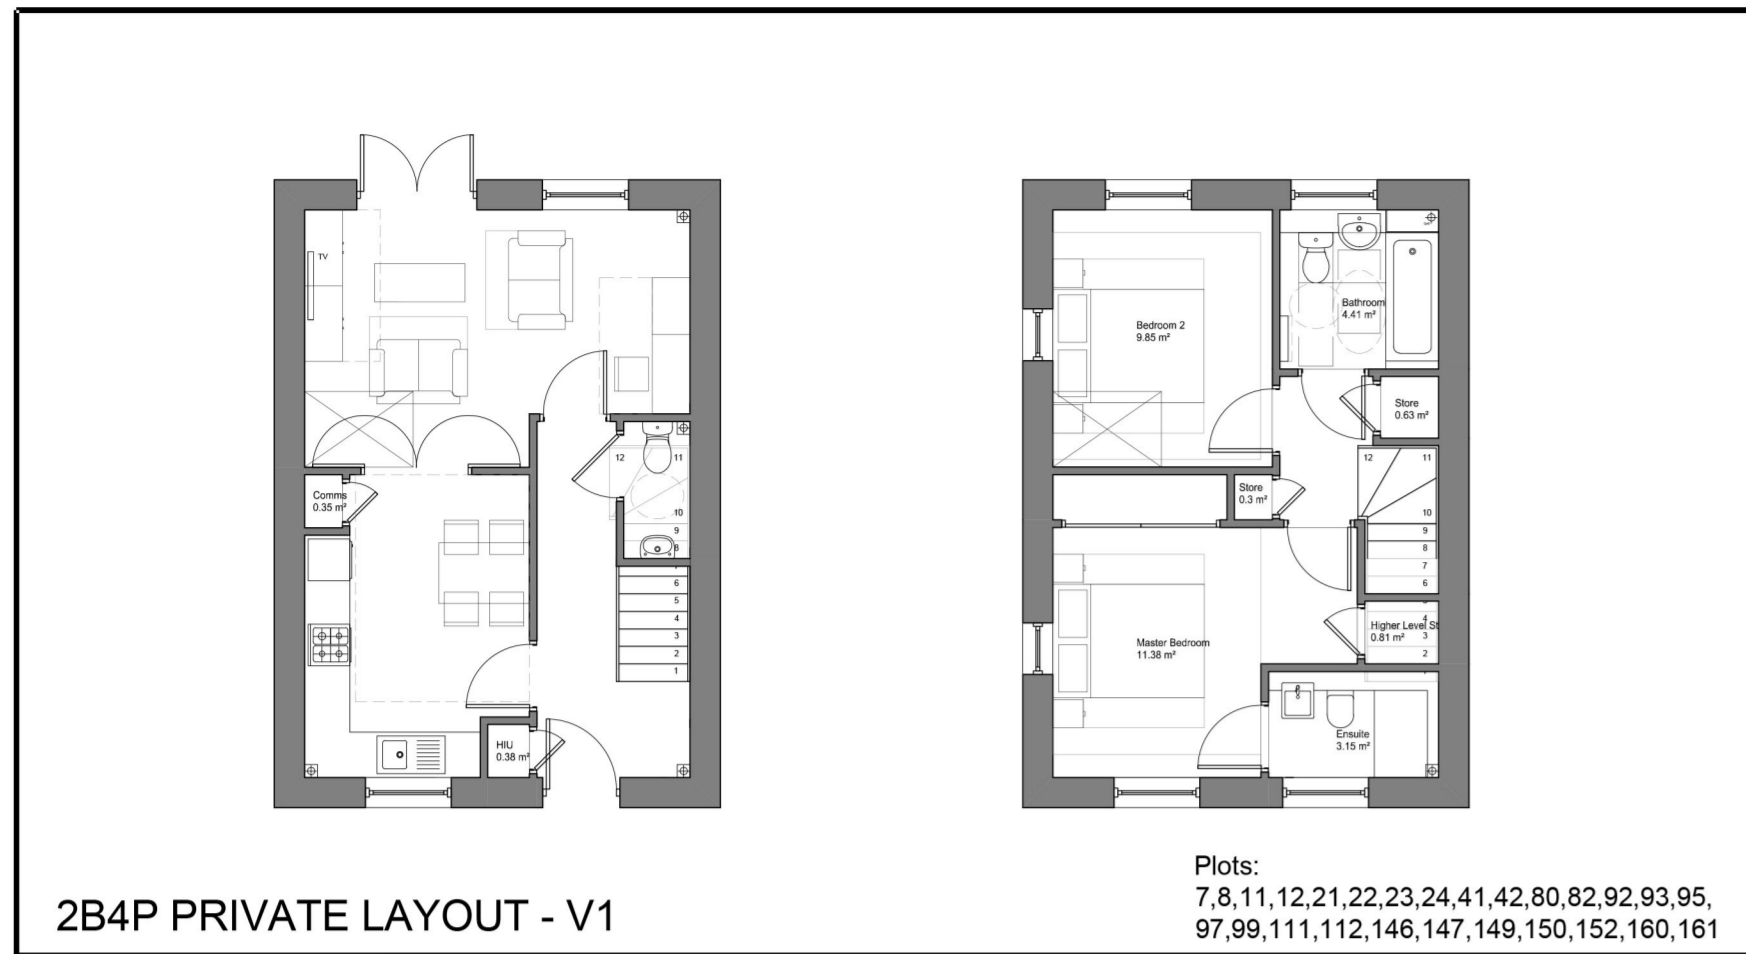 TV
Comms
0.35 m²
12
11
10
9
8
7
6
5
4
3
2
1
HIU
0.38 m²
Bedroom 2
9.85 m²
Bathroom
4.41 m²
Store
0.63 m²
Store
0.3 m²
12
11
10
9
8
7
6
Master Bedroom
11.38 m²
Higher Level St
0.81 m²
4
3
2
Ensuite
3.15 m²
2B4P PRIVATE LAYOUT - V1
Plots:
7,8,11,12,21,22,23,24,41,42,80,82,92,93,95,
97,99,111,112,146,147,149,150,152,160,161